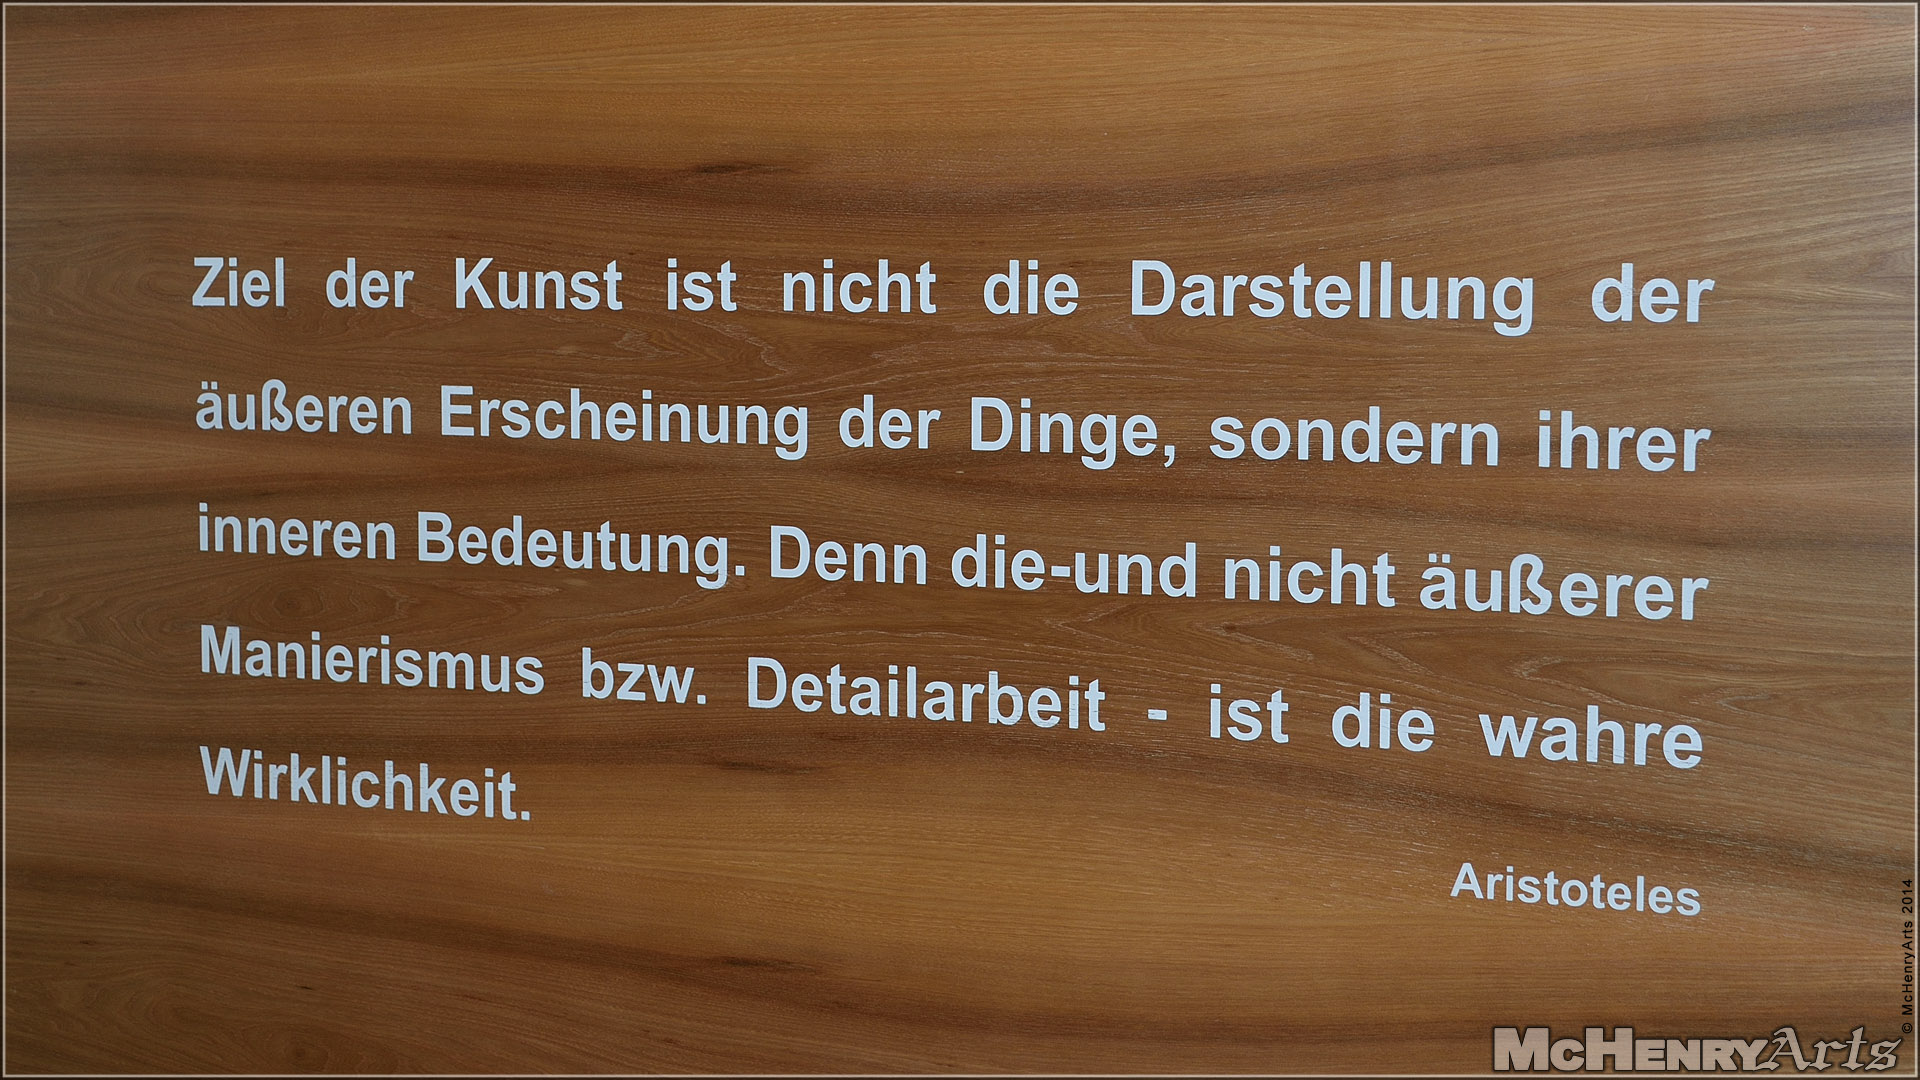 Ziel der Kunst ist nicht die Darstellung der
äußeren Erscheinung der Dinge, sondern ihrer
inneren Bedeutung. Denn die-und nicht äußerer
Manierismus bzw. Detailarbeit - ist die wahre
Wirklichkeit.
Aristoteles
© McHenryArts 2014
McHenryArts